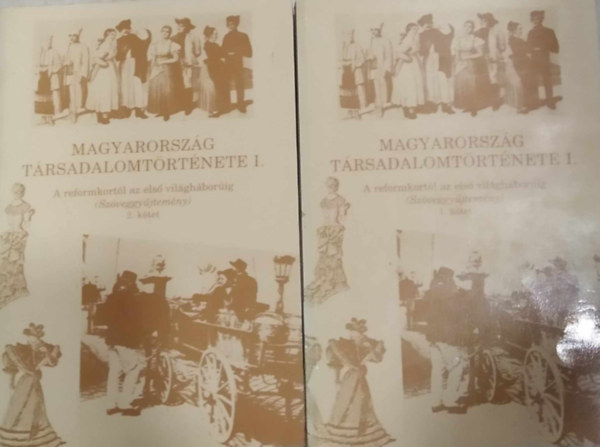 MAGYARORSZÁG
TÁRSADALOMTÖRTÉNETE I.
A reformkortól az első világháborúig
(Szöveggyűjtemény)
2. kötet
MAGYARORSZÁG
TÁRSADALOMTÖRTÉNETE I.
A reformkortól az első világháborúig
(Szöveggyűjtemény)
1. kötet